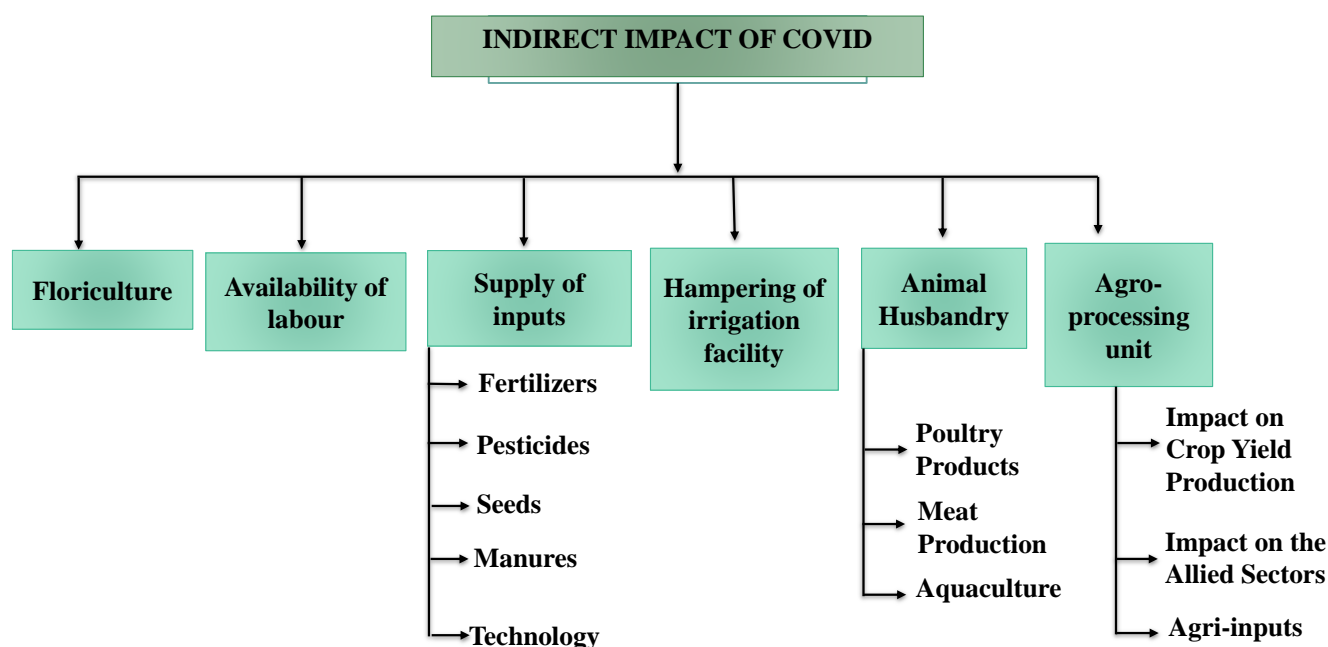 INDIRECT IMPACT OF COVID
Floriculture
Availability of
labour
Supply of
inputs
Fertilizers
Pesticides
Seeds
Manures
Technology
Hampering of
irrigation
facility
Animal
Husbandry
Poultry
Products
Meat
Production
Aquaculture
Agro-
processing
unit
Impact on
Crop Yield
Production
Impact on the
Allied Sectors
Agri-inputs